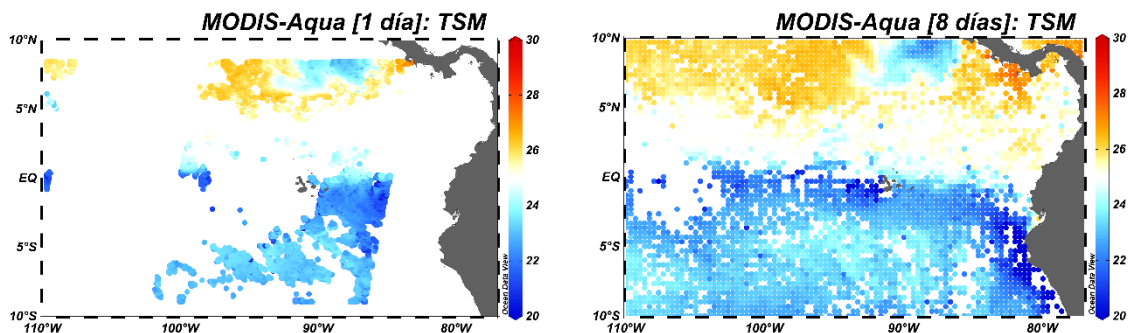 MODIS-Aqua [1 día]: TSM
10°N
5°N
EQ
5°S
10°S
110°W
100°W
90°W
80°W
30
28
26
24
22
20
Ocean Data View
MODIS-Aqua [8 días]: TSM
10°N
5°N
EQ
5°S
10°S
110°W
100°W
90°W
80°W
30
28
26
24
22
20
Ocean Data View